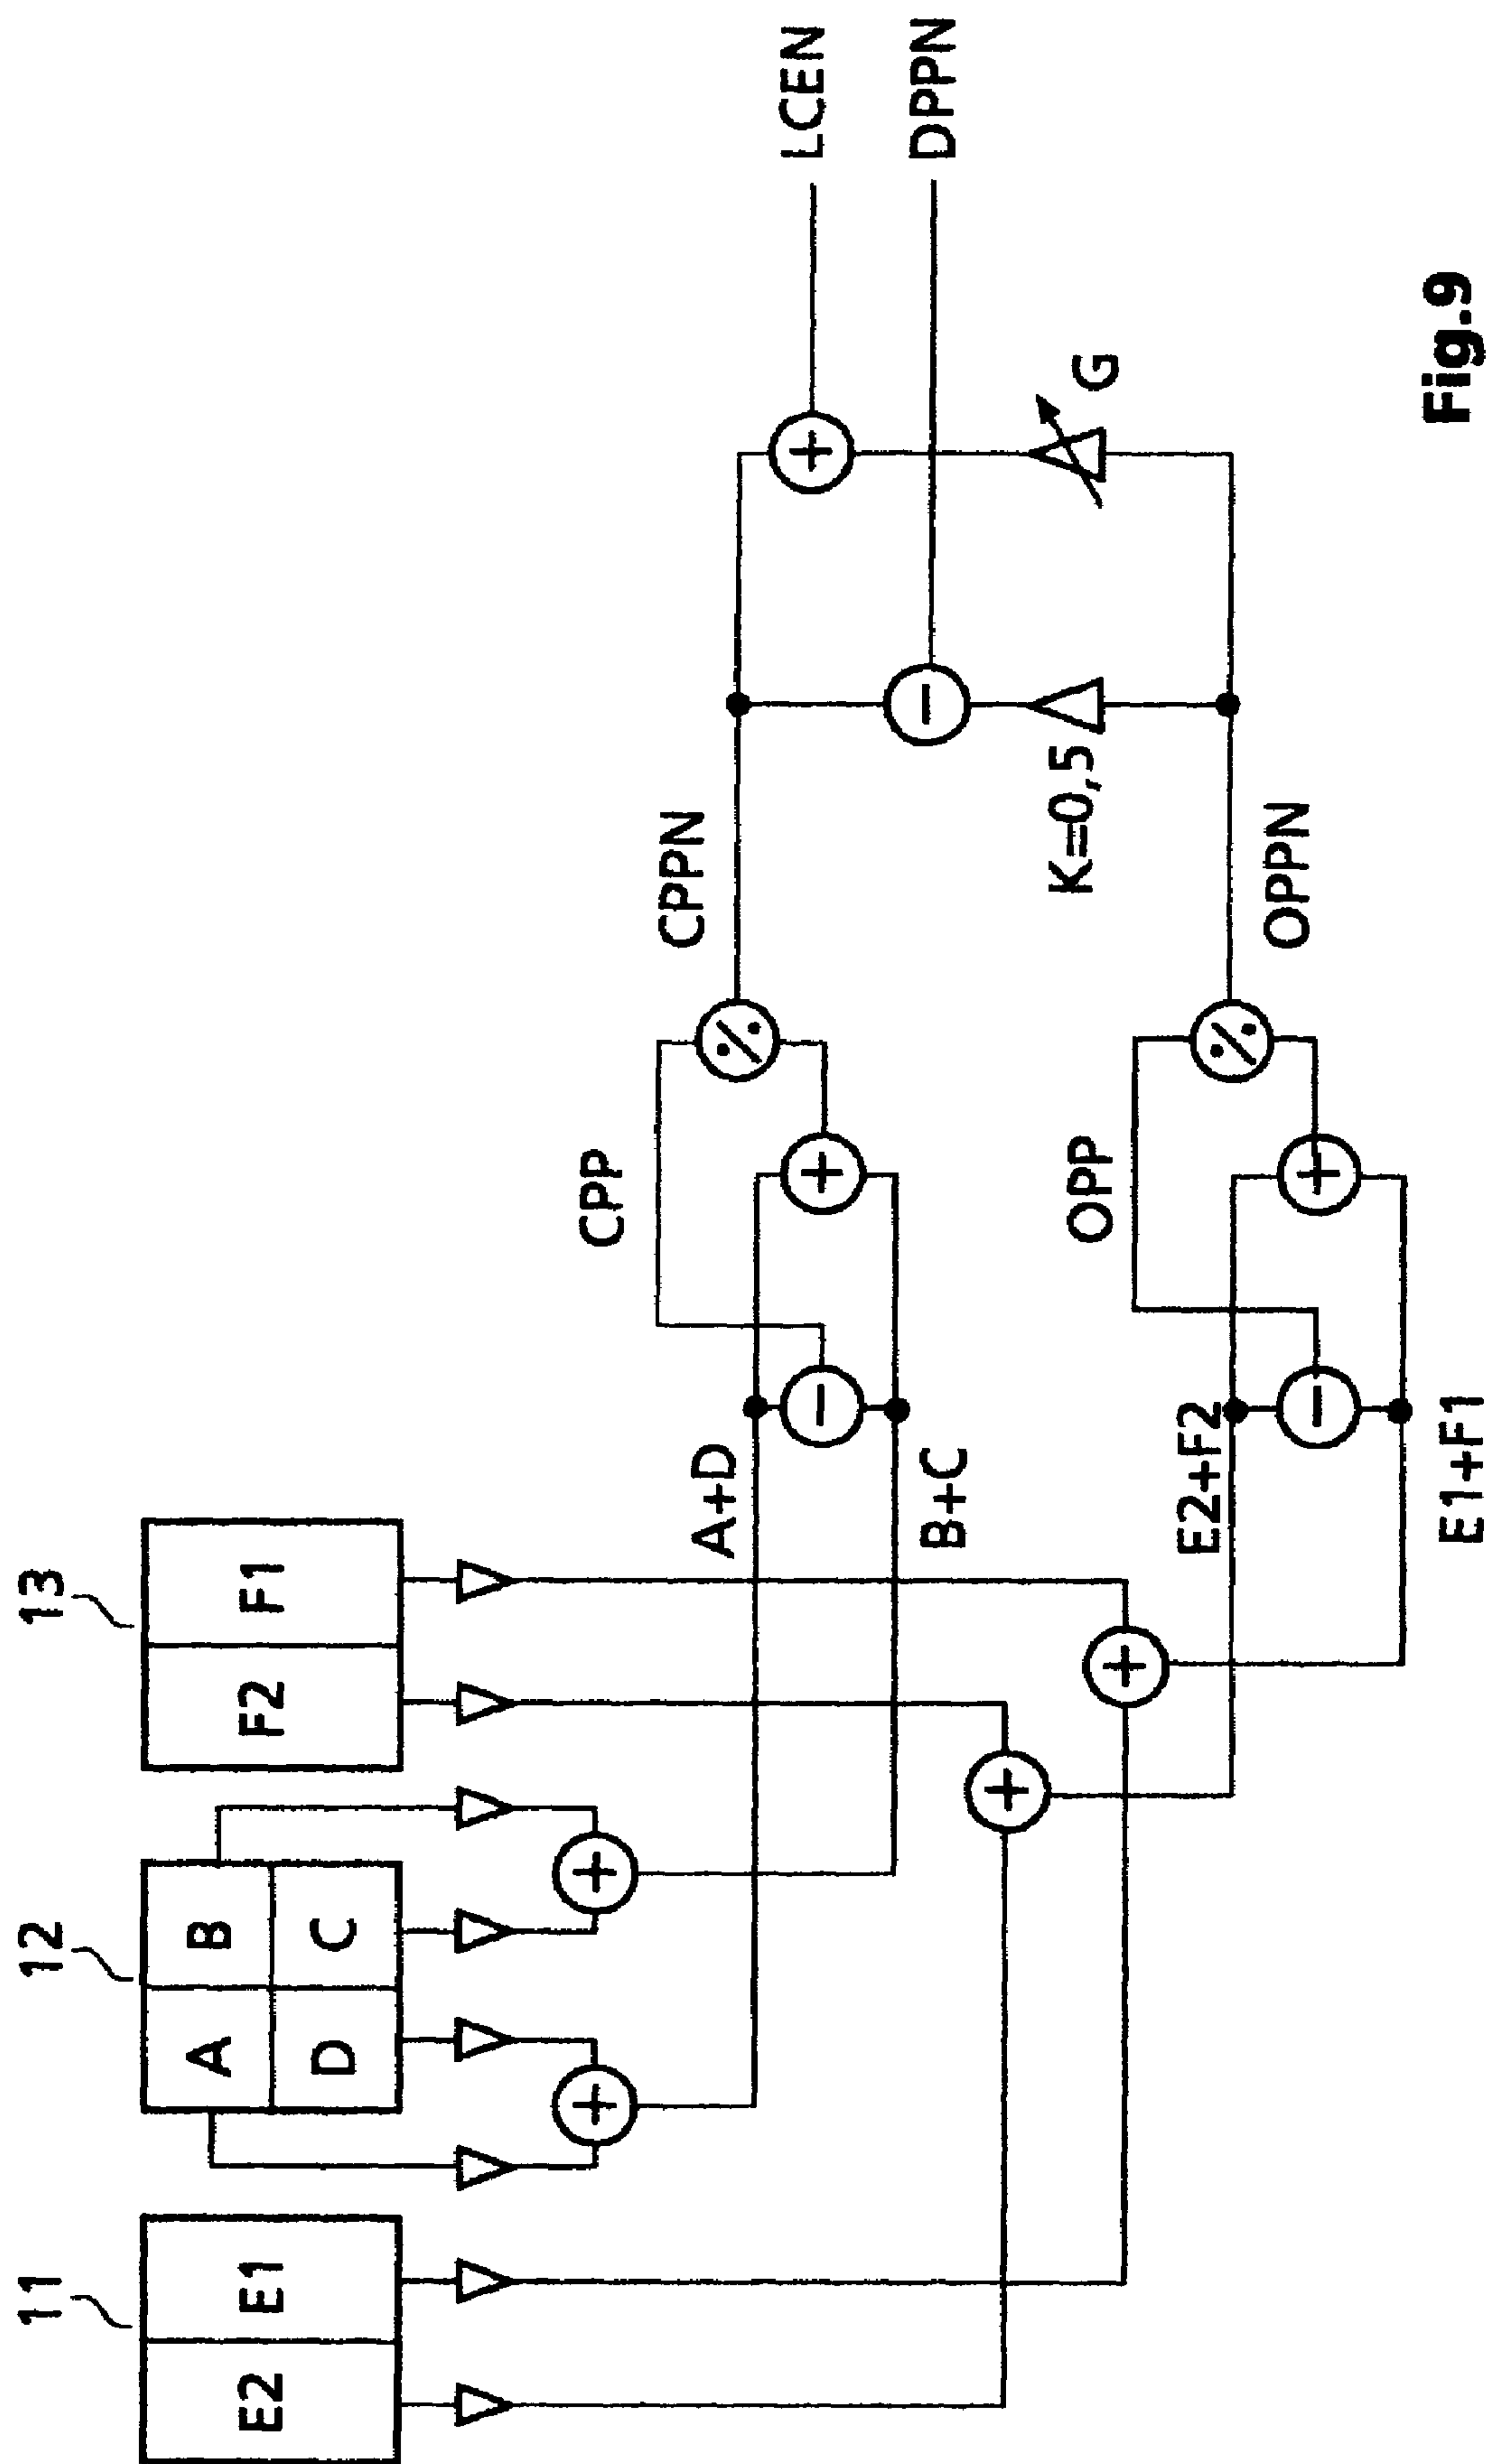 11
12
13
E2
E1
A
B
D
C
F2
F1
A+D
B+C
E2+F2
E1+F1
CPP
OPP
CPPN
OPPN
K=0,5
G
LCEN
DPPN
Fig.9